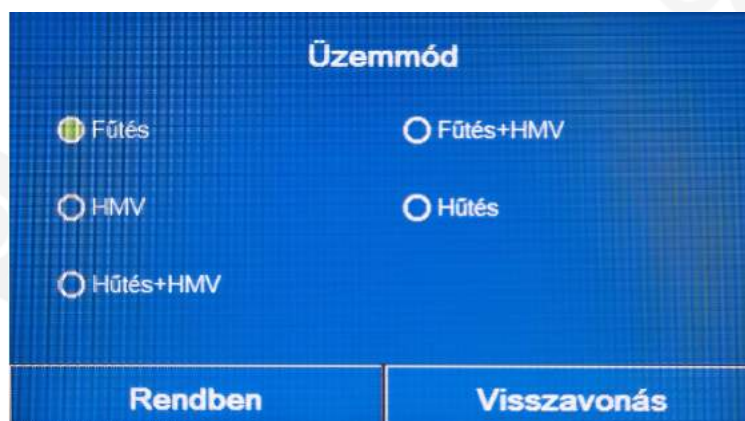 Üzemmód
Fűtés
Fűtés+HMV
HMV
Hűtés
Hűtés+HMV
Rendben
Visszavonás